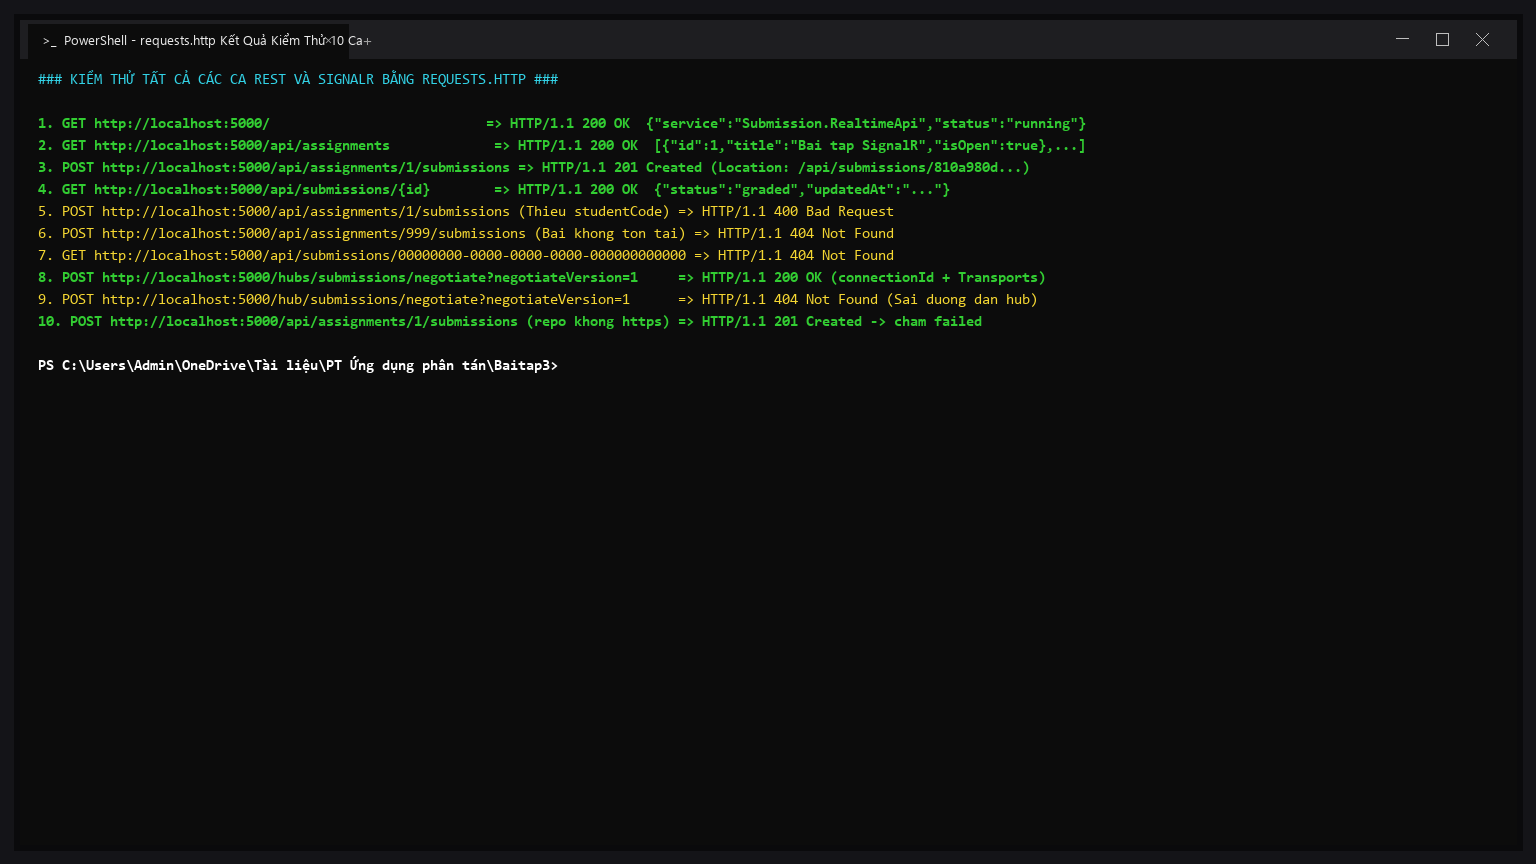 >_ PowerShell - requests.http Kết Quả Kiểm Thử 10 Ca+
### KIỂM THỬ TẤT CẢ CÁC CA REST VÀ SIGNALR BẰNG REQUESTS.HTTP ###
1. GET http://localhost:5000/ => HTTP/1.1 200 OK {"service":"Submission.RealtimeApi","status":"running"}
2. GET http://localhost:5000/api/assignments => HTTP/1.1 200 OK [{"id":1,"title":"Bai tap SignalR","isOpen":true},...]
3. POST http://localhost:5000/api/assignments/1/submissions => HTTP/1.1 201 Created (Location: /api/submissions/810a980d...)
4. GET http://localhost:5000/api/submissions/{id} => HTTP/1.1 200 OK {"status":"graded","updatedAt":"..."}
5. POST http://localhost:5000/api/assignments/1/submissions (Thieu studentCode) => HTTP/1.1 400 Bad Request
6. POST http://localhost:5000/api/assignments/999/submissions (Bai khong ton tai) => HTTP/1.1 404 Not Found
7. GET http://localhost:5000/api/submissions/00000000-0000-0000-0000-000000000000 => HTTP/1.1 404 Not Found
8. POST http://localhost:5000/hubs/submissions/negotiate?negotiateVersion=1 => HTTP/1.1 200 OK (connectionId + Transports)
9. POST http://localhost:5000/hub/submissions/negotiate?negotiateVersion=1 => HTTP/1.1 404 Not Found (Sai duong dan hub)
10. POST http://localhost:5000/api/assignments/1/submissions (repo khong https) => HTTP/1.1 201 Created -> cham failed
PS C:\Users\Admin\OneDrive\Tài liệu\PT Ứng dụng phân tán\Baitap3>